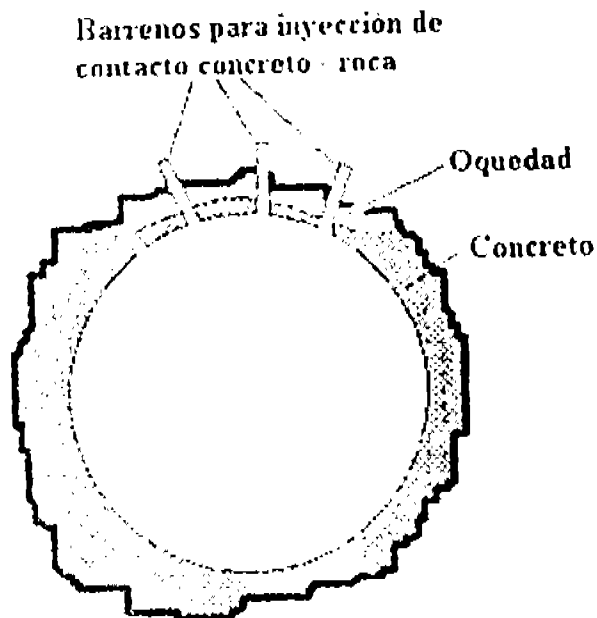 Barrenos para inyección de
contacto concreto - roca
Oquedad
Concreto